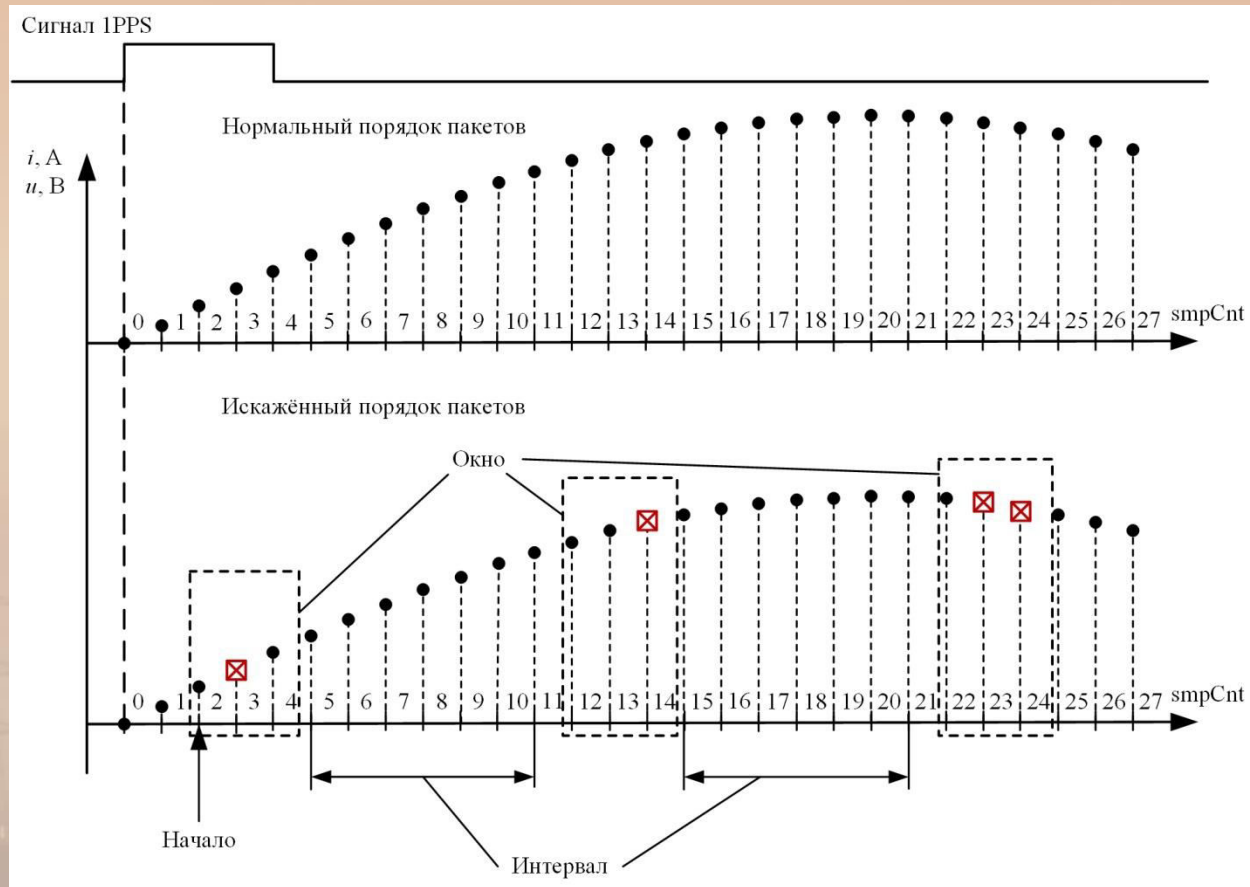 Сигнал 1PPS
Нормальный порядок пакетов
i, А
u, В
0 1 2 3 4 5 6 7 8 9 10 11 12 13 14 15 16 17 18 19 20 21 22 23 24 25 26 27 smpCnt
Искажённый порядок пакетов
Окно
0 1 2 3 4 5 6 7 8 9 10 11 12 13 14 15 16 17 18 19 20 21 22 23 24 25 26 27 smpCnt
Начало
Интервал